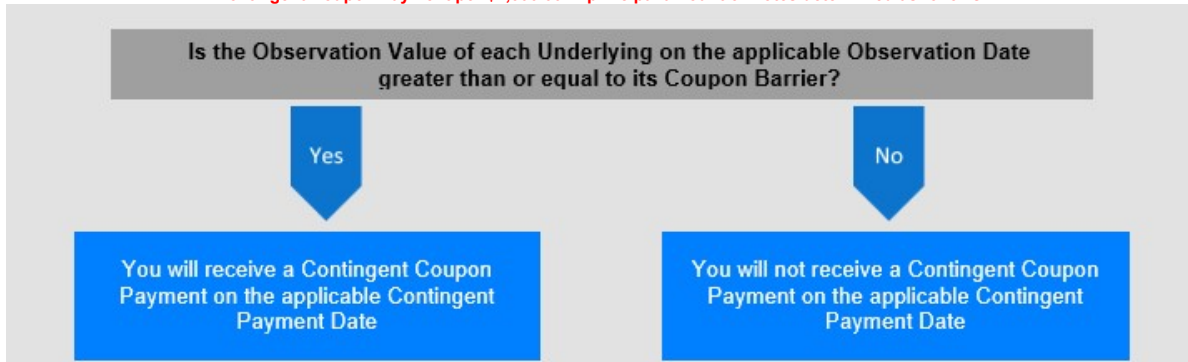 Is the Observation Value of each Underlying on the applicable Observation Date
greater than or equal to its Coupon Barrier?
Yes
No
You will receive a Contingent Coupon
Payment on the applicable Contingent
Payment Date
You will not receive a Contingent Coupon
Payment on the applicable Contingent
Payment Date